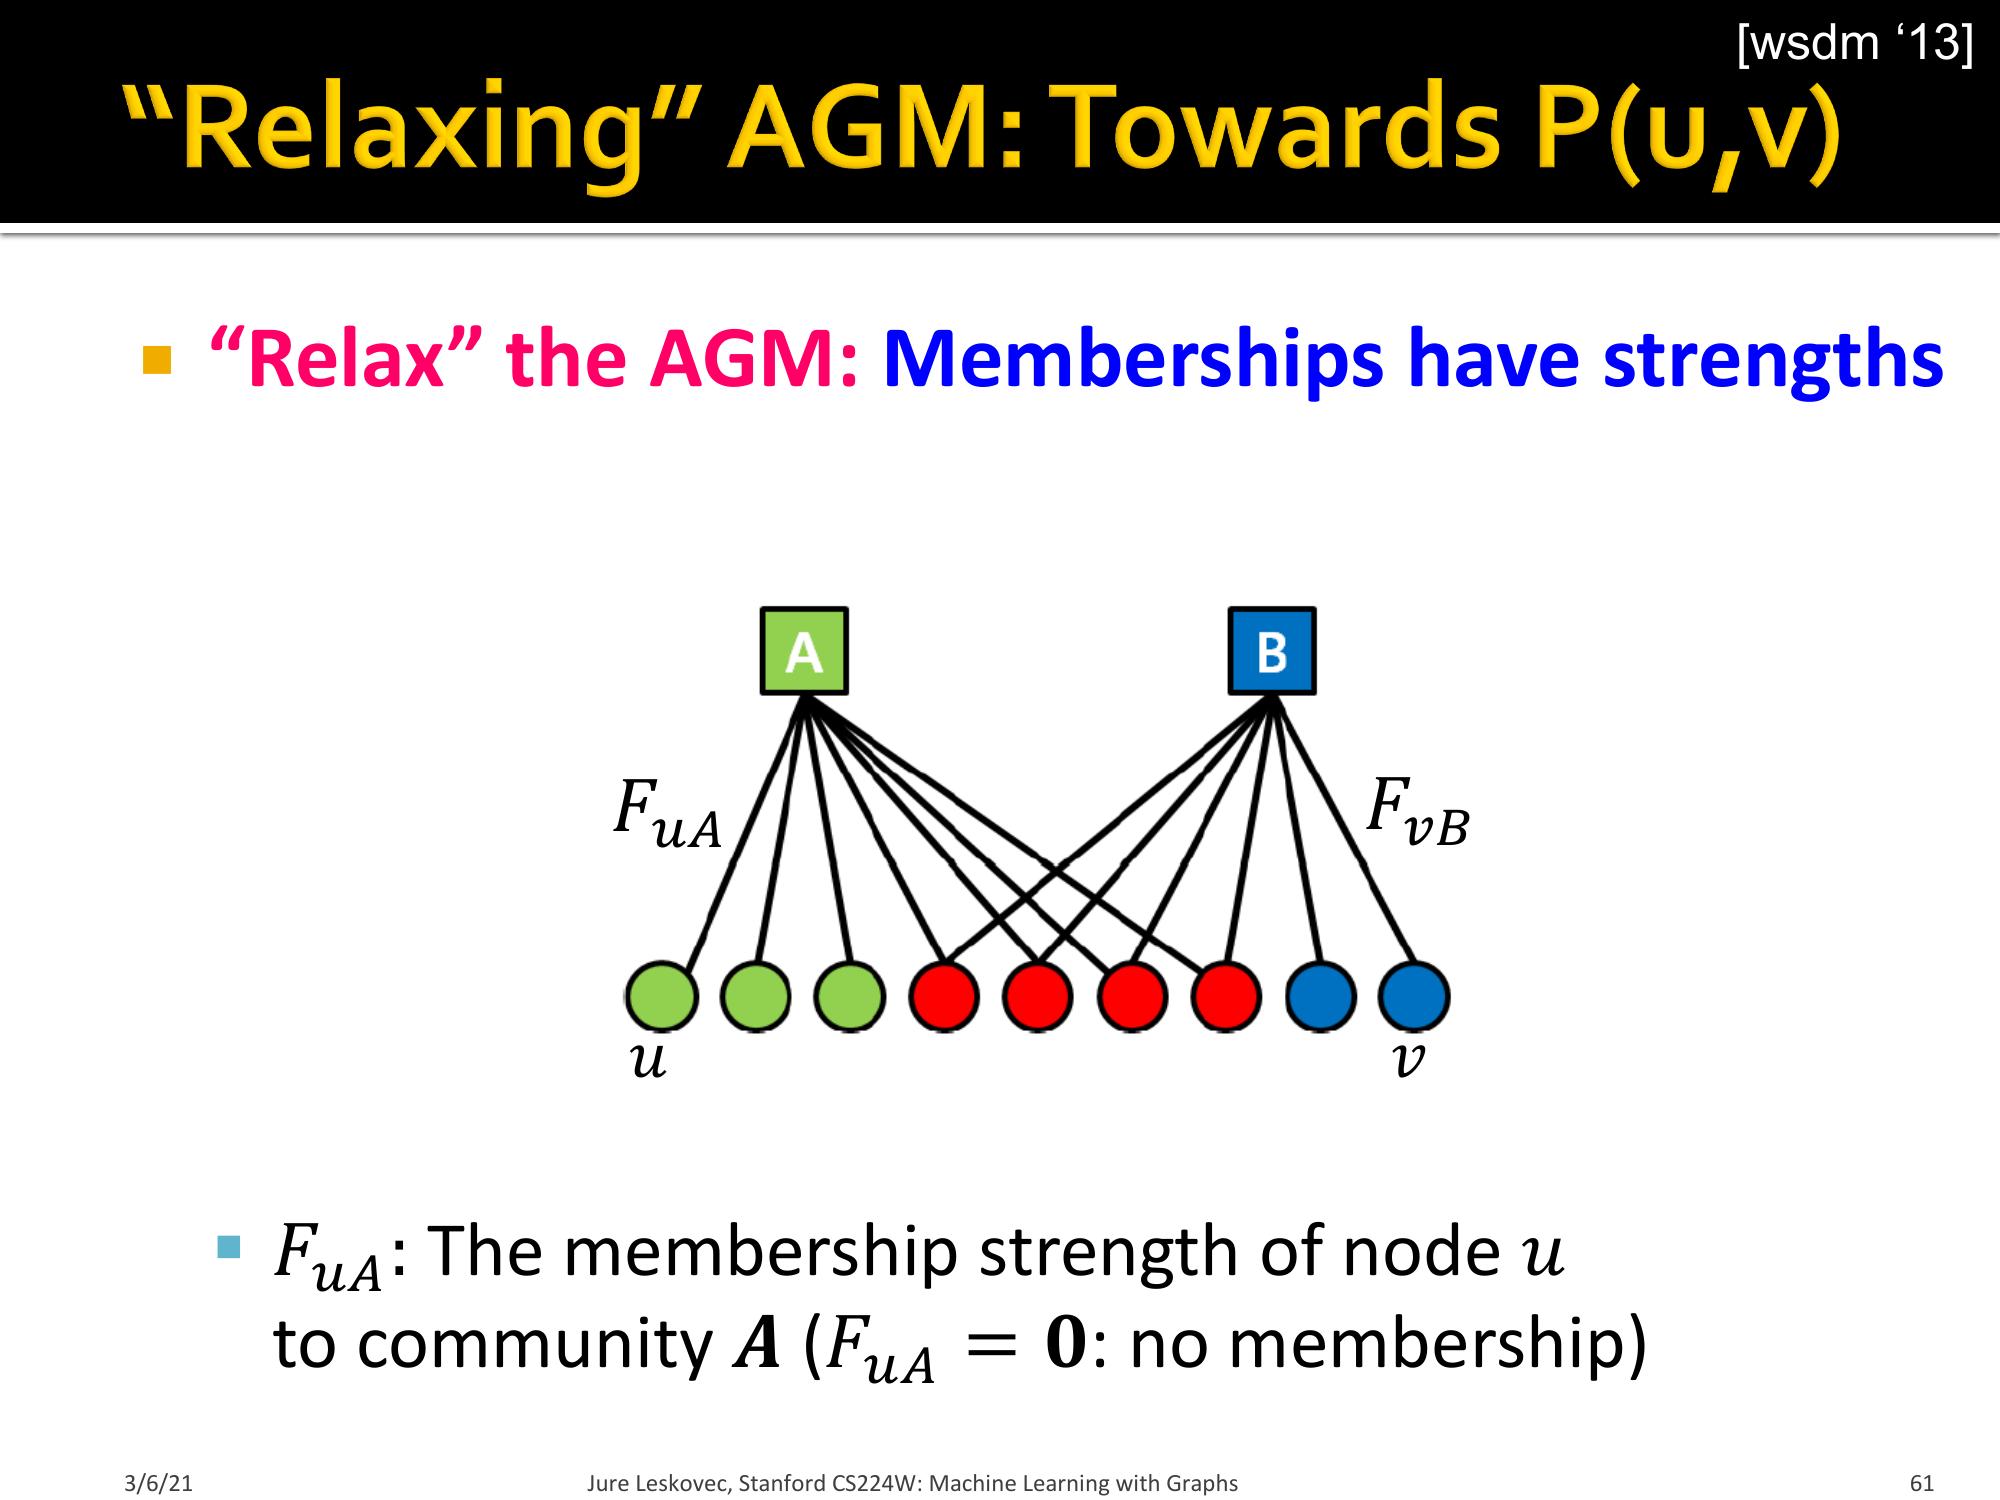 [wsdm ‘13]
“Relaxing” AGM: Towards P(u,v)
“Relax” the AGM: Memberships have strengths
A B
F_{uA} F_{vB}
u v
F_{uA}: The membership strength of node u
to community A (F_{uA} = 0: no membership)
3/6/21 Jure Leskovec, Stanford CS224W: Machine Learning with Graphs 61